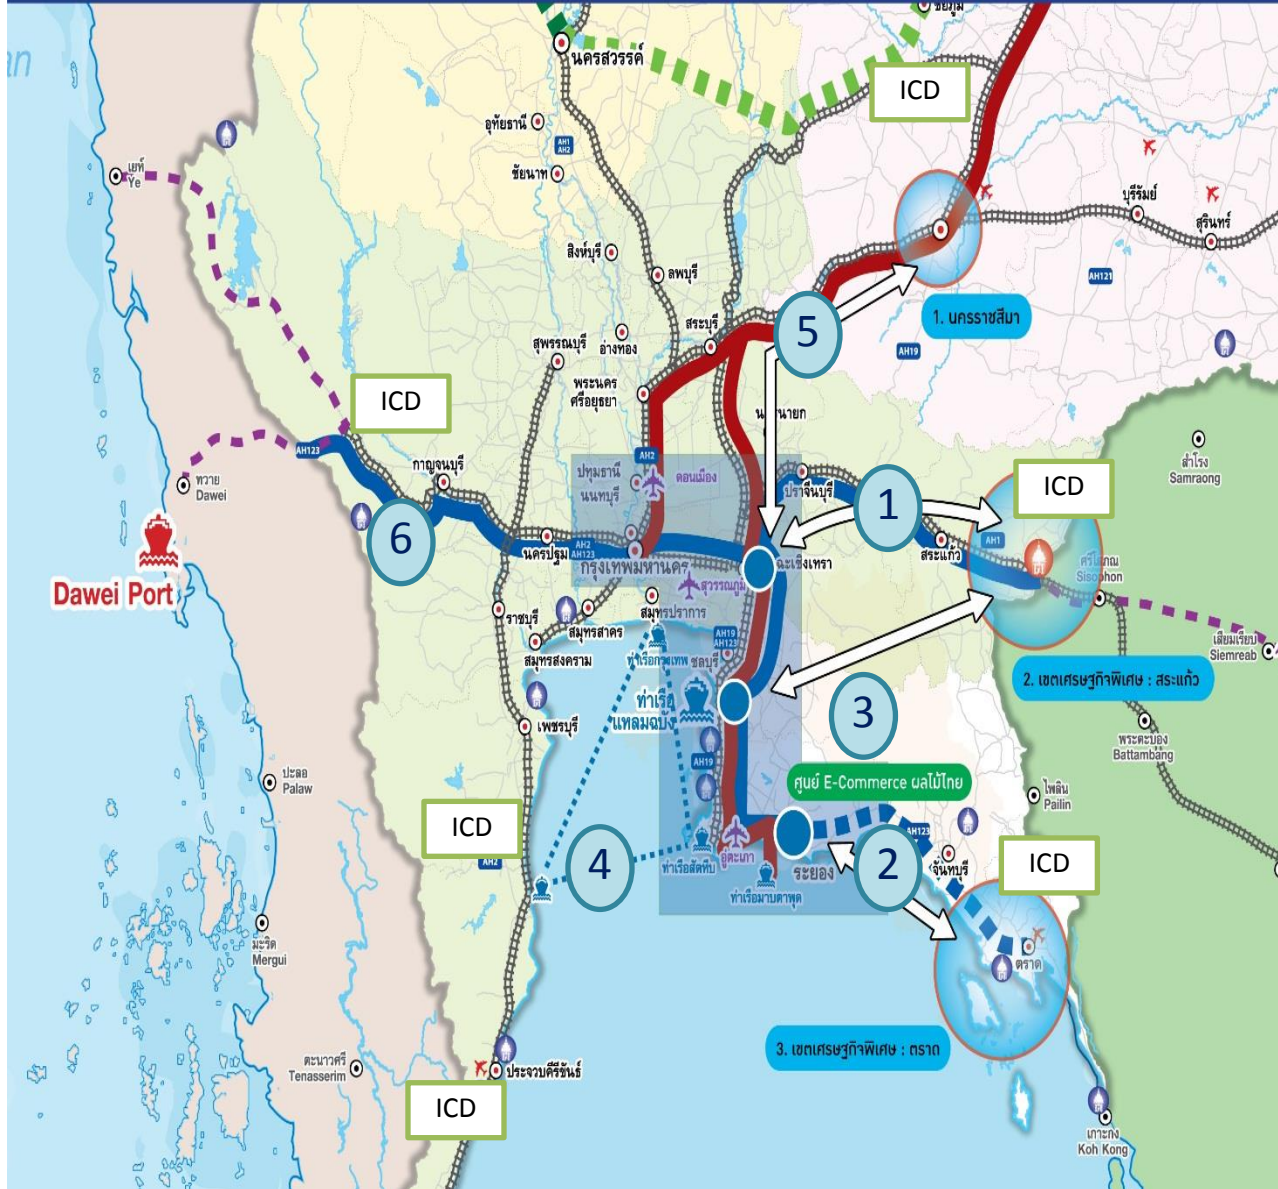 an
ชัยภูมิ
นครสวรรค์
ICD
อุทัยธานี
AH1
AH2
ชัยนาท
เยห์
Ye
บุรีรัมย์
สุรินทร์
สิงห์บุรี
ลพบุรี
AH121
1. นครราชสีมา
5
สระบุรี
สุพรรณบุรี
อ่างทอง
AH19
พระนคร
ศรีอยุธยา
ICD
AH123
AH2
กาญจนบุรี
ปทุมธานี
นนทบุรี
ดอนเมือง
ปราจีนบุรี
สำโรง
Samraong
ทวาย
Dawei
ICD
1
6
AH1
สระแก้ว
นครปฐม
AH2
AH123
กรุงเทพมหานคร
ฉะเชิงเทรา
Sisophon
Dawei Port
สุวรรณภูมิ
ราชบุรี
สมุทรสาคร
สมุทรปราการ
AH19
AH123
สมุทรสงคราม
ท่าเรือกรุงเทพ
ชลบุรี
เสียมเรียบ
Siemreab
2. เขตเศรษฐกิจพิเศษ : สระแก้ว
3
ท่าเรือ
แหลมฉบัง
เพชรบุรี
พระตะบอง
Battambang
AH19
ปะลอ
Palaw
ศูนย์ E-Commerce ผลไม้ไทย
ไพลิน
Pailin
ICD
AH2
AH123
4
ท่าเรือสัตหีบ
อู่ตะเภา
ระยอง
2
จันทบุรี
ICD
ท่าเรือมาบตาพุด
มะริด
Mergui
ตราด
3. เขตเศรษฐกิจพิเศษ : ตราด
ตะนาวศรี
Tenasserim
ประจวบคีรีขันธ์
ICD
เกาะกง
Koh Kong